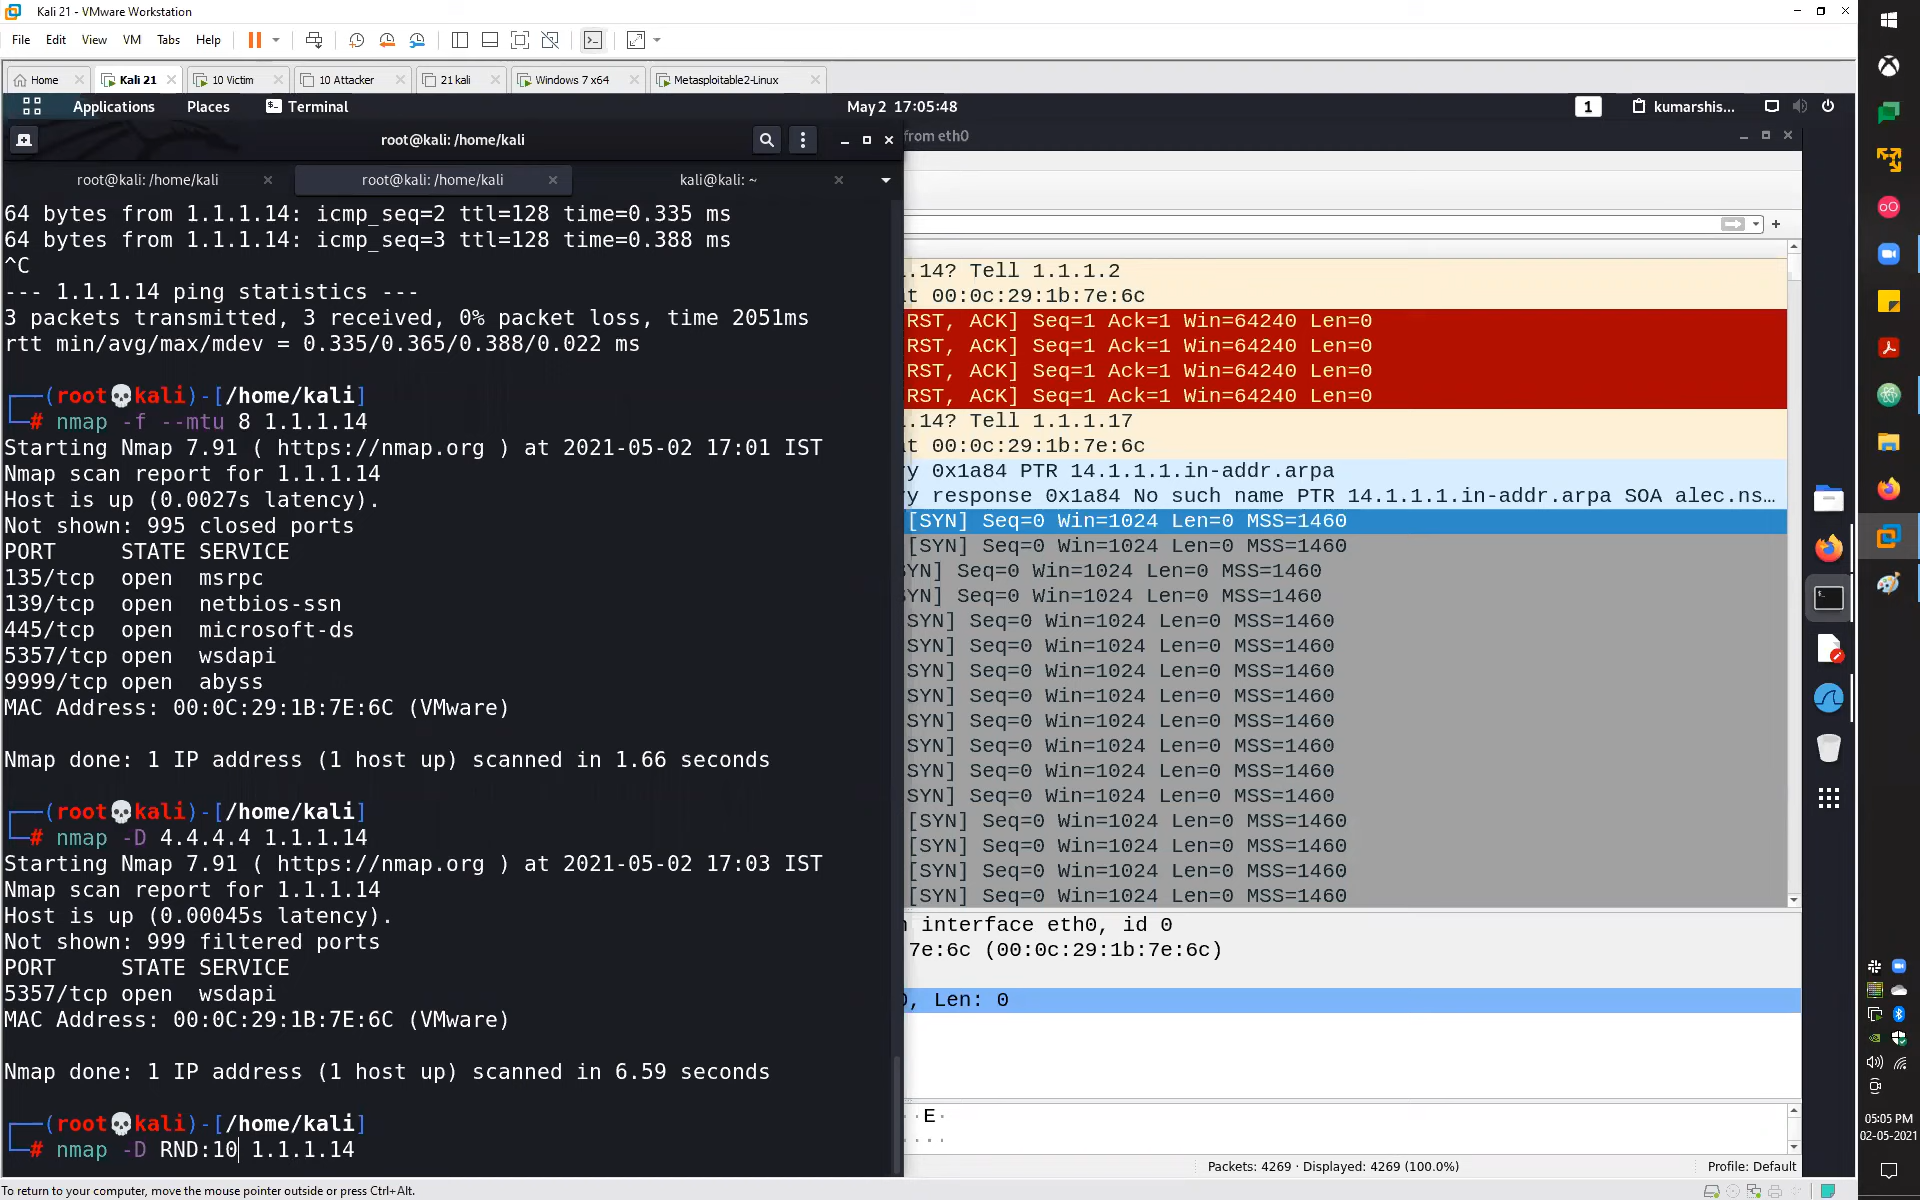 Kali 21 - VMware Workstation
File Edit View VM Tabs Help
Home Kali 21 10 Victim 10 Attacker 21 kali Windows 7 x64 Metasploitable2-Linux
Applications Places Terminal May 2 17:05:48 1 kumarshis...
root@kali: /home/kali
root@kali: /home/kali root@kali: /home/kali kali@kali: ~
64 bytes from 1.1.1.14: icmp_seq=2 ttl=128 time=0.335 ms
64 bytes from 1.1.1.14: icmp_seq=3 ttl=128 time=0.388 ms
^C
--- 1.1.1.14 ping statistics ---
3 packets transmitted, 3 received, 0% packet loss, time 2051ms
rtt min/avg/max/mdev = 0.335/0.365/0.388/0.022 ms
(root💀kali)-[/home/kali]
# nmap -f --mtu 8 1.1.1.14
Starting Nmap 7.91 ( https://nmap.org ) at 2021-05-02 17:01 IST
Nmap scan report for 1.1.1.14
Host is up (0.0027s latency).
Not shown: 995 closed ports
PORT STATE SERVICE
135/tcp open msrpc
139/tcp open netbios-ssn
445/tcp open microsoft-ds
5357/tcp open wsdapi
9999/tcp open abyss
MAC Address: 00:0C:29:1B:7E:6C (VMware)
Nmap done: 1 IP address (1 host up) scanned in 1.66 seconds
(root💀kali)-[/home/kali]
# nmap -D 4.4.4.4 1.1.1.14
Starting Nmap 7.91 ( https://nmap.org ) at 2021-05-02 17:03 IST
Nmap scan report for 1.1.1.14
Host is up (0.00045s latency).
Not shown: 999 filtered ports
PORT STATE SERVICE
5357/tcp open wsdapi
MAC Address: 00:0C:29:1B:7E:6C (VMware)
Nmap done: 1 IP address (1 host up) scanned in 6.59 seconds
(root💀kali)-[/home/kali]
# nmap -D RND:10 1.1.1.14
from eth0
.14? Tell 1.1.1.2
t 00:0c:29:1b:7e:6c
RST, ACK] Seq=1 Ack=1 Win=64240 Len=0
RST, ACK] Seq=1 Ack=1 Win=64240 Len=0
RST, ACK] Seq=1 Ack=1 Win=64240 Len=0
RST, ACK] Seq=1 Ack=1 Win=64240 Len=0
.14? Tell 1.1.1.17
t 00:0c:29:1b:7e:6c
ry 0x1a84 PTR 14.1.1.1.in-addr.arpa
ry response 0x1a84 No such name PTR 14.1.1.1.in-addr.arpa SOA alec.ns…
[SYN] Seq=0 Win=1024 Len=0 MSS=1460
[SYN] Seq=0 Win=1024 Len=0 MSS=1460
SYN] Seq=0 Win=1024 Len=0 MSS=1460
SYN] Seq=0 Win=1024 Len=0 MSS=1460
SYN] Seq=0 Win=1024 Len=0 MSS=1460
SYN] Seq=0 Win=1024 Len=0 MSS=1460
SYN] Seq=0 Win=1024 Len=0 MSS=1460
SYN] Seq=0 Win=1024 Len=0 MSS=1460
SYN] Seq=0 Win=1024 Len=0 MSS=1460
SYN] Seq=0 Win=1024 Len=0 MSS=1460
SYN] Seq=0 Win=1024 Len=0 MSS=1460
SYN] Seq=0 Win=1024 Len=0 MSS=1460
[SYN] Seq=0 Win=1024 Len=0 MSS=1460
[SYN] Seq=0 Win=1024 Len=0 MSS=1460
[SYN] Seq=0 Win=1024 Len=0 MSS=1460
[SYN] Seq=0 Win=1024 Len=0 MSS=1460
n interface eth0, id 0
7e:6c (00:0c:29:1b:7e:6c)
0, Len: 0
··E·
····
Packets: 4269 · Displayed: 4269 (100.0%) Profile: Default
05:05 PM
02-05-2021
To return to your computer, move the mouse pointer outside or press Ctrl+Alt.